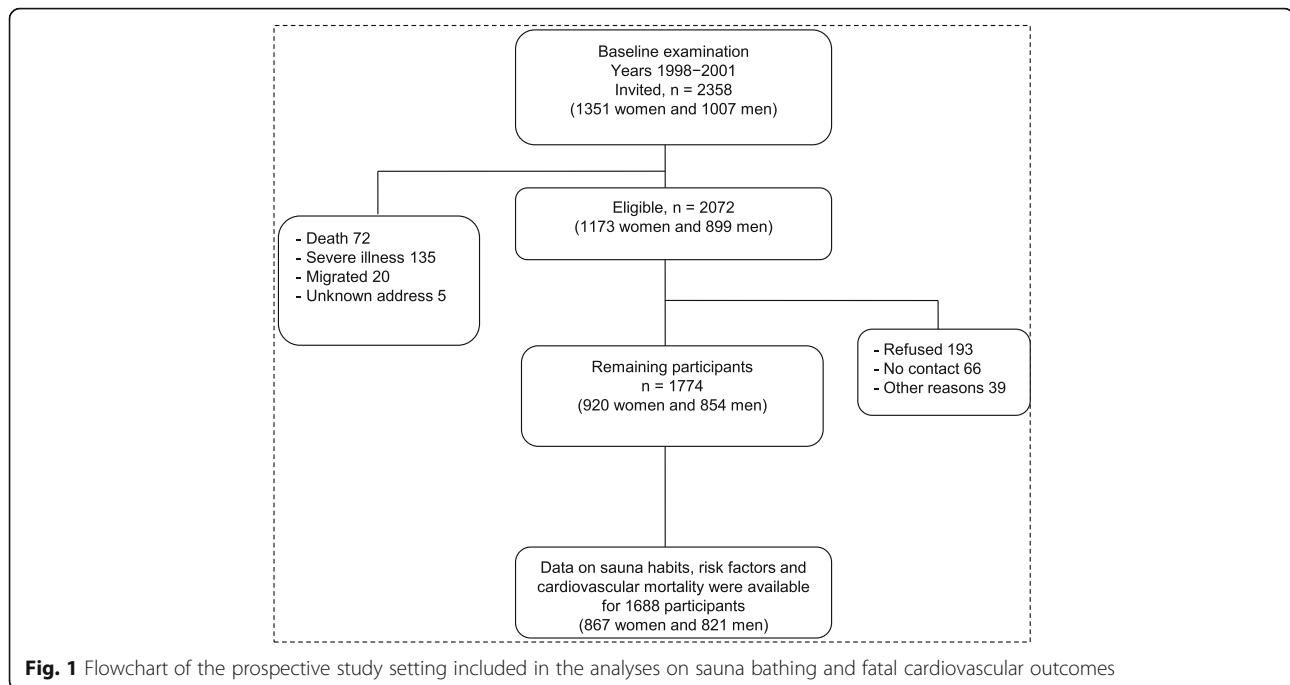 Baseline examination
Years 1998−2001
Invited, n = 2358
(1351 women and 1007 men)
Eligible, n = 2072
(1173 women and 899 men)
- Death 72
- Severe illness 135
- Migrated 20
- Unknown address 5
- Refused 193
- No contact 66
- Other reasons 39
Remaining participants
n = 1774
(920 women and 854 men)
Data on sauna habits, risk factors and
cardiovascular mortality were available
for 1688 participants
(867 women and 821 men)
Fig. 1 Flowchart of the prospective study setting included in the analyses on sauna bathing and fatal cardiovascular outcomes